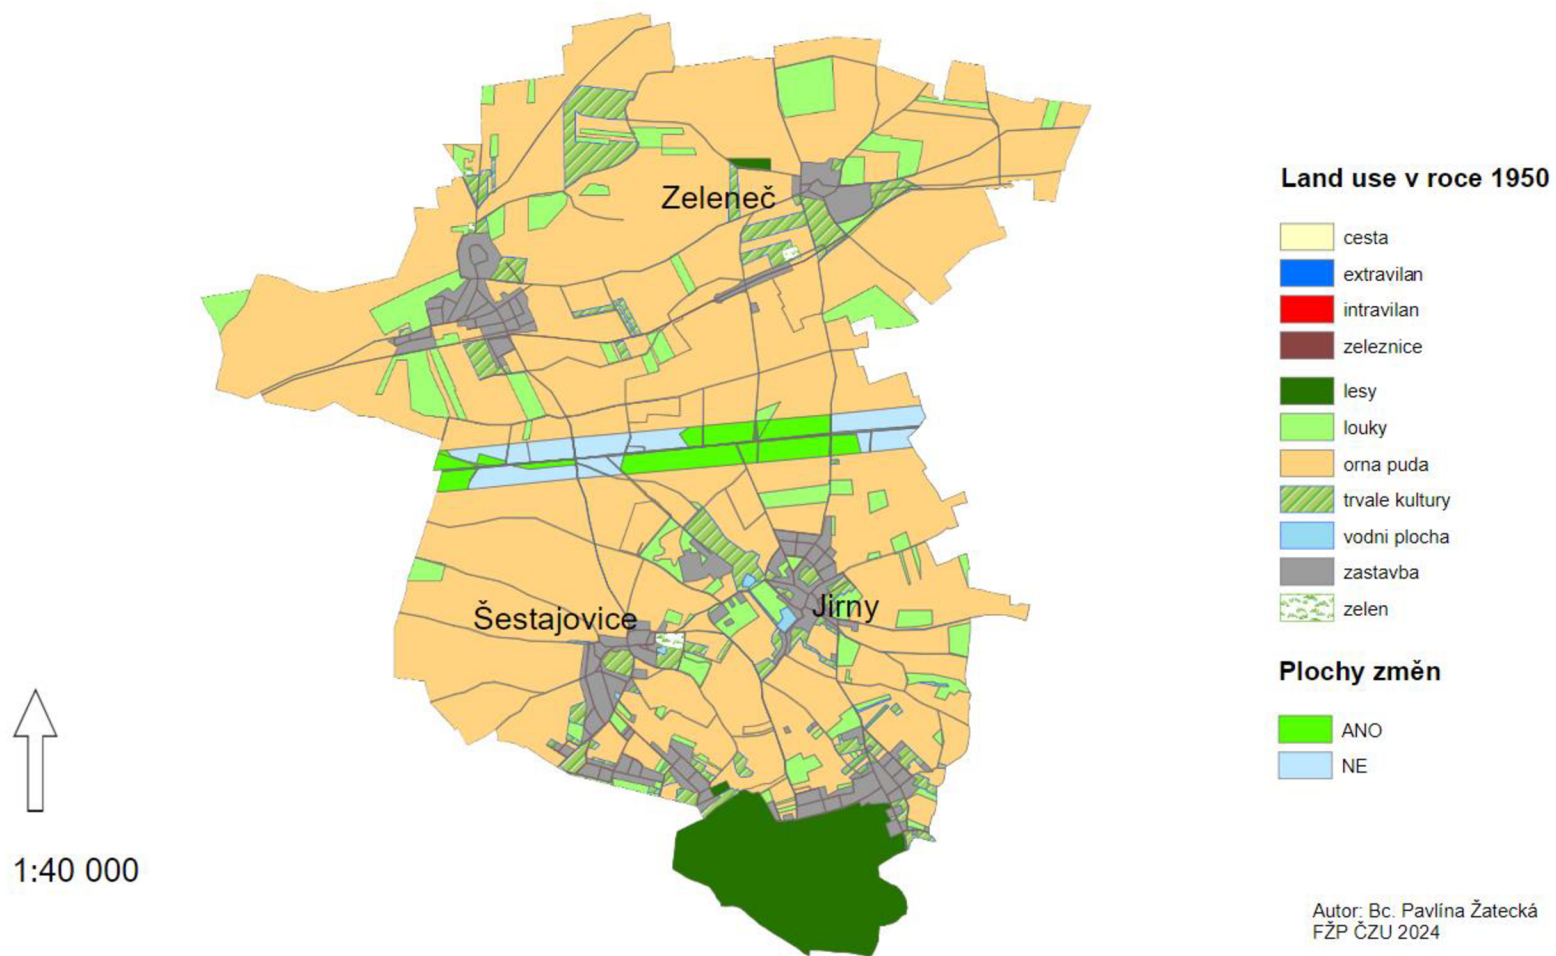 Zeleneč
Šestajovice
Jirny
1:40 000
Land use v roce 1950
cesta
extravilan
intravilan
zeleznice
lesy
louky
orna puda
trvale kultury
vodni plocha
zastavba
zelen
Plochy změn
ANO
NE
Autor: Bc. Pavlína Žatecká
FŽP ČZU 2024